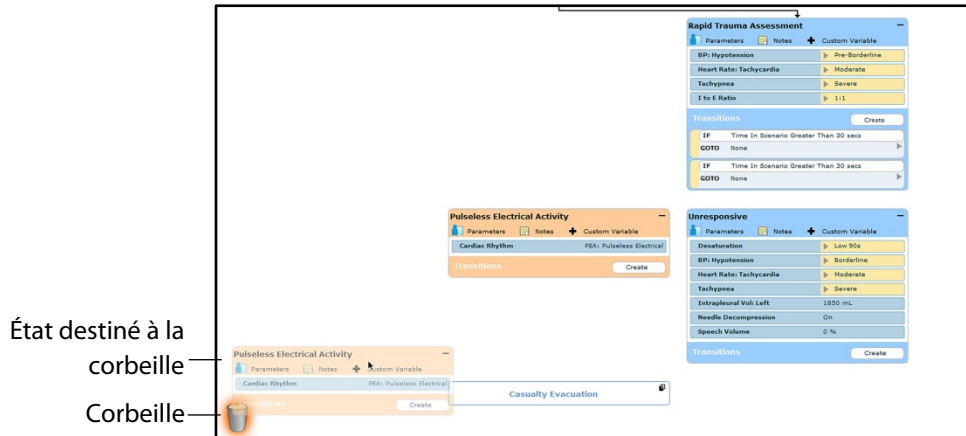 Rapid Trauma Assessment
Parameters Notes Custom Variable
BP: Hypotension Pre-Borderline
Heart Rate: Tachycardia Moderate
Tachypnea Severe
I to E Ratio 1:1
Transitions Create
IF Time In Scenario Greater Than 30 secs
GOTO None
IF Time In Scenario Greater Than 30 secs
GOTO None
Pulseless Electrical Activity
Parameters Notes Custom Variable
Cardiac Rhythm PEA: Pulseless Electrical
Transitions Create
Unresponsive
Parameters Notes Custom Variable
Desaturation Low 90s
BP: Hypotension Borderline
Heart Rate: Tachycardia Moderate
Tachypnea Severe
Intrapleural Vol: Left 1850 mL
Needle Decompression On
Speech Volume 0 %
Transitions Create
État destiné à la
corbeille
Pulseless Electrical Activity
Parameters Notes Custom Variable
Cardiac Rhythm PEA: Pulseless Electrical
Transitions Create
Casualty Evacuation
Corbeille